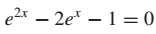 e^{2x} − 2e^x − 1 = 0